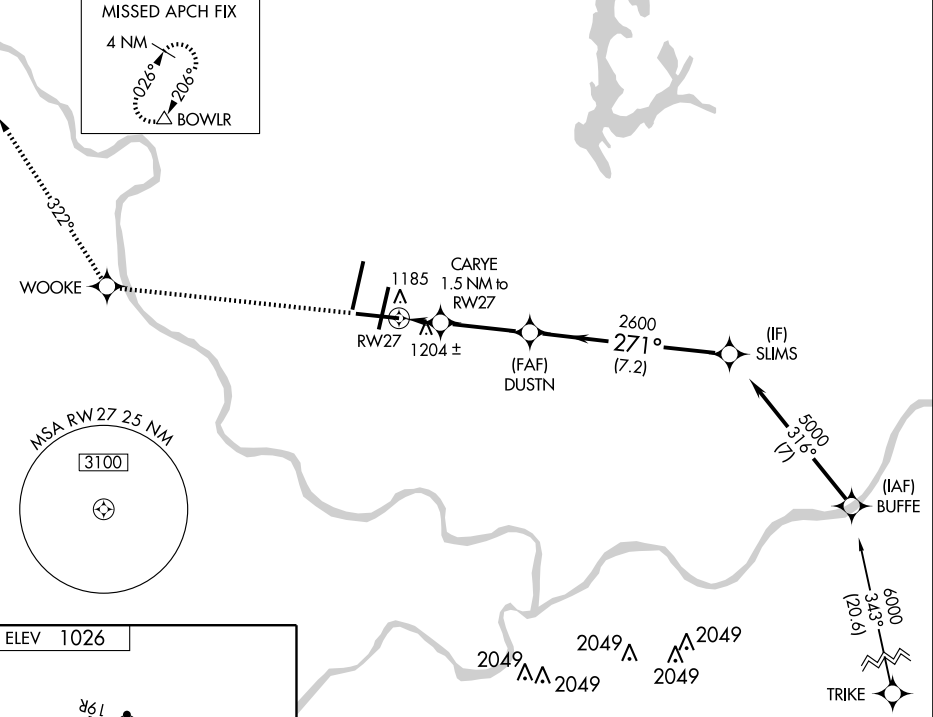 MISSED APCH FIX
4 NM
026°
206°
BOWLR
322°
WOOKE
1185
CARYE
1.5 NM to
RW27
RW27
1204 ±
(FAF)
DUSTN
2600
271°
(7.2)
(IF)
SLIMS
5000
316°
(7)
(IAF)
BUFFE
MSA RW27 25 NM
3100
6000
343°
(20.6)
TRIKE
2049
2049
2049
2049
2049
ELEV 1026
19R